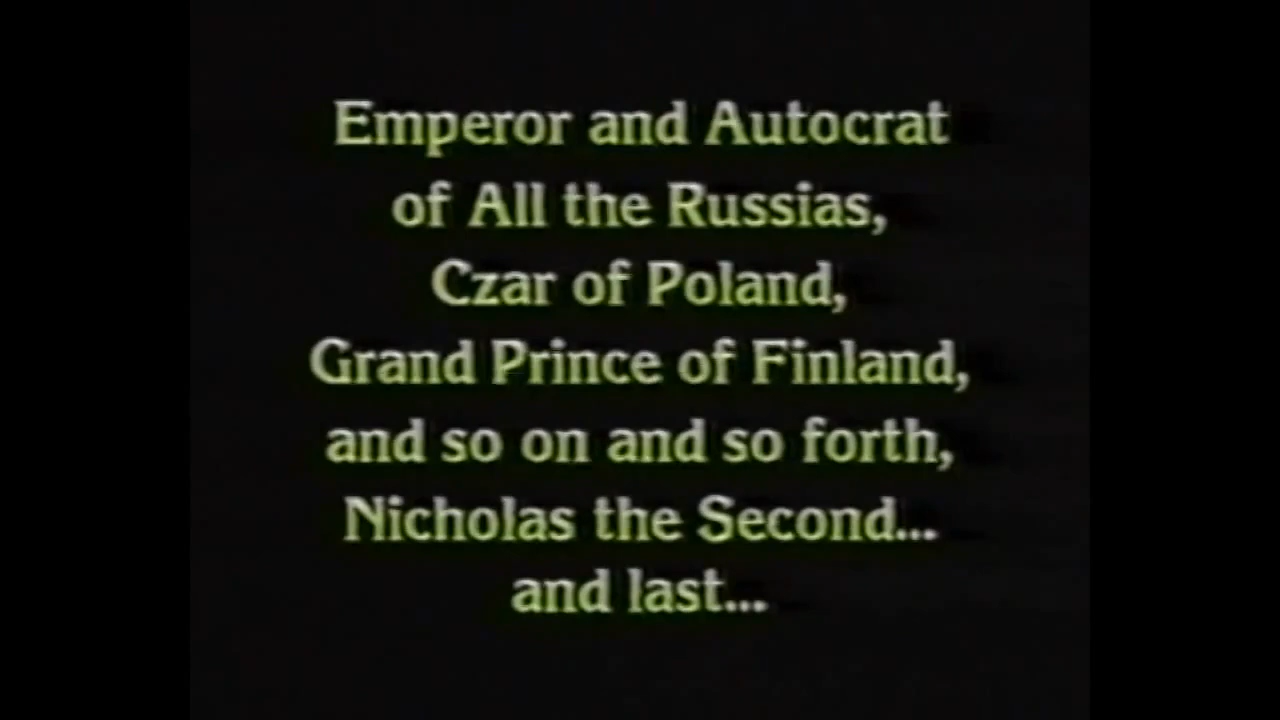 Emperor and Autocrat
of All the Russias,
Czar of Poland,
Grand Prince of Finland,
and so on and so forth,
Nicholas the Second...
and last...